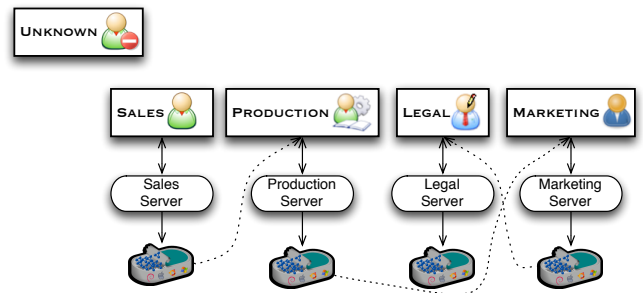 UNKNOWN
SALES
PRODUCTION
LEGAL
MARKETING
Sales
Server
Production
Server
Legal
Server
Marketing
Server